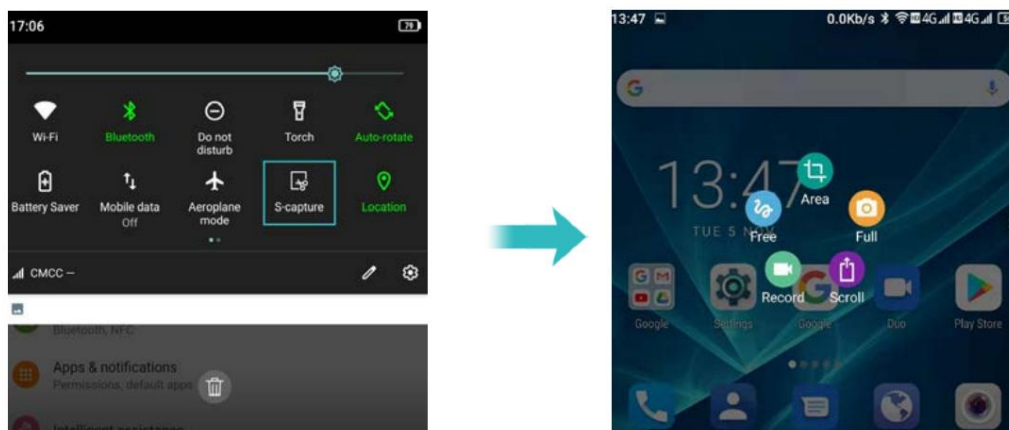 17:06
79
Wi-Fi
Bluetooth
Do not
disturb
Torch
Auto-rotate
Battery Saver
Mobile data
Off
Aeroplane
mode
S-capture
Location
CMCC —
Bluetooth, NFC
Apps & notifications
Permissions, default apps
Intelligent assistance
13:47
0.0Kb/s
4G
4G
G
13:47
TUE 5 NOV
Area
Free
Full
Record
Scroll
Google
Settings
Google
Duo
Play Store